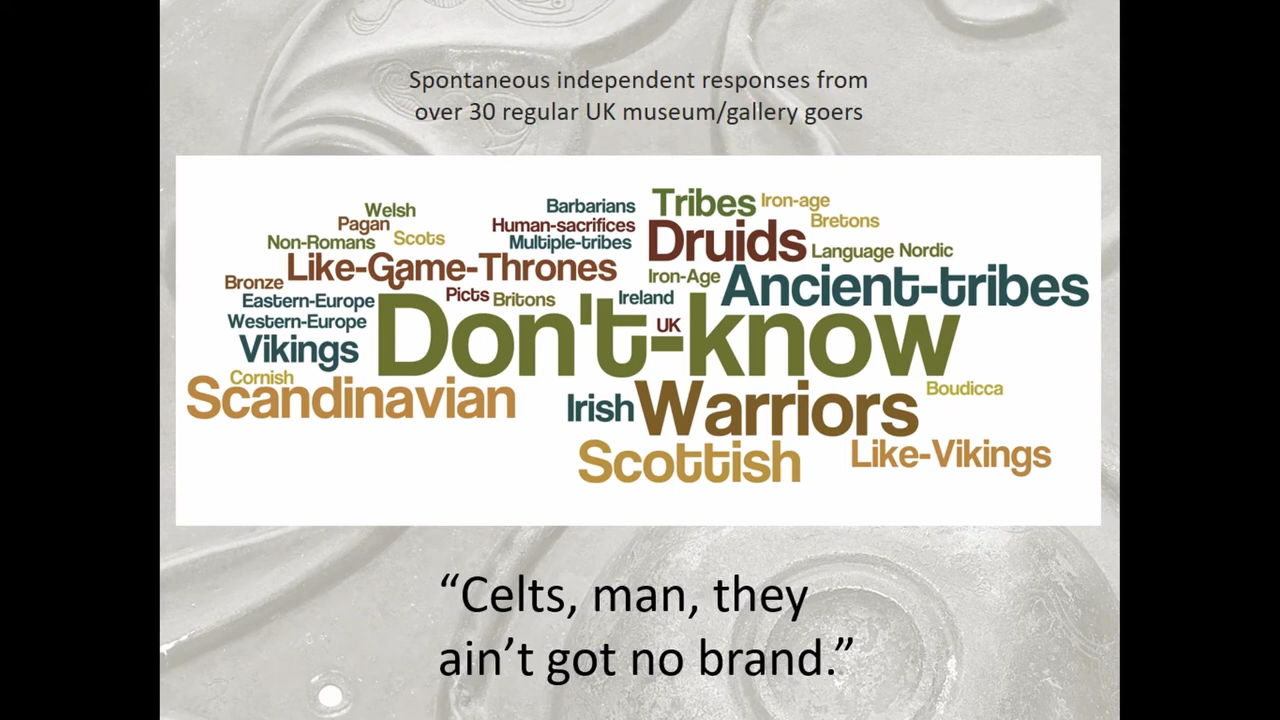 Spontaneous independent responses from
over 30 regular UK museum/gallery goers
Welsh
Barbarians
Tribes
Iron-age
Pagan
Human-sacrifices
Druids
Bretons
Non-Romans
Scots
Multiple-tribes
Language
Nordic
Like-Game-Thrones
Iron-Age
Ancient-tribes
Bronze
Eastern-Europe
Picts
Britons
Ireland
Western-Europe
Don't-know
UK
Vikings
Cornish
Scandinavian
Irish
Warriors
Boudicca
Scottish
Like-Vikings
“Celts, man, they
ain’t got no brand.”